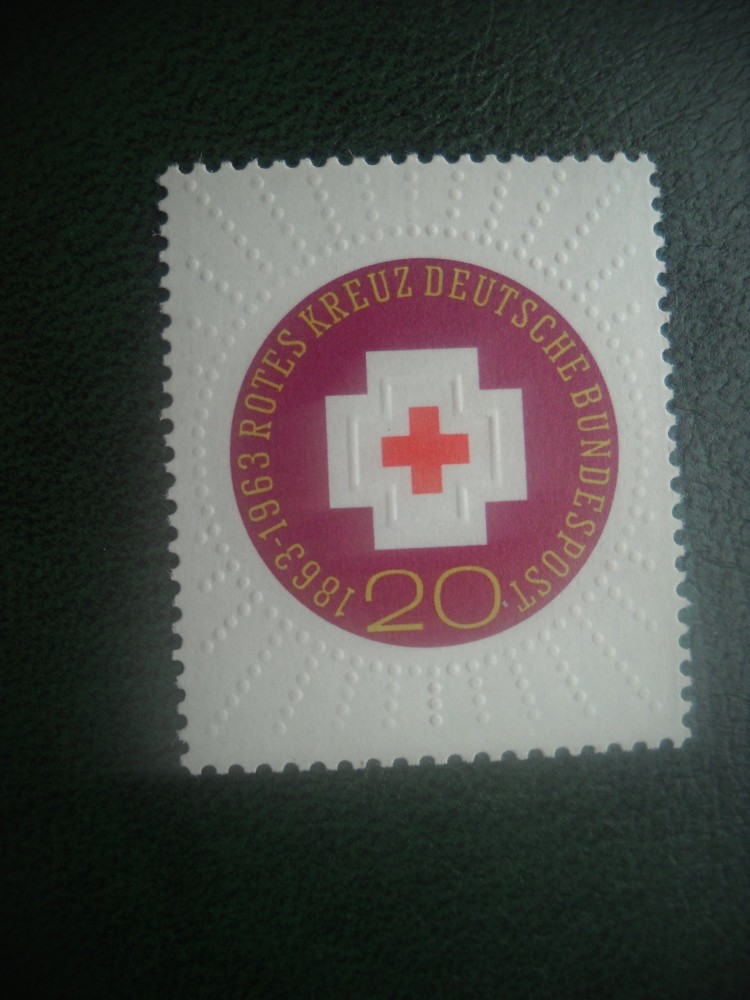 1863-1963 ROTES KREUZ DEUTSCHE BUNDESPOST
20